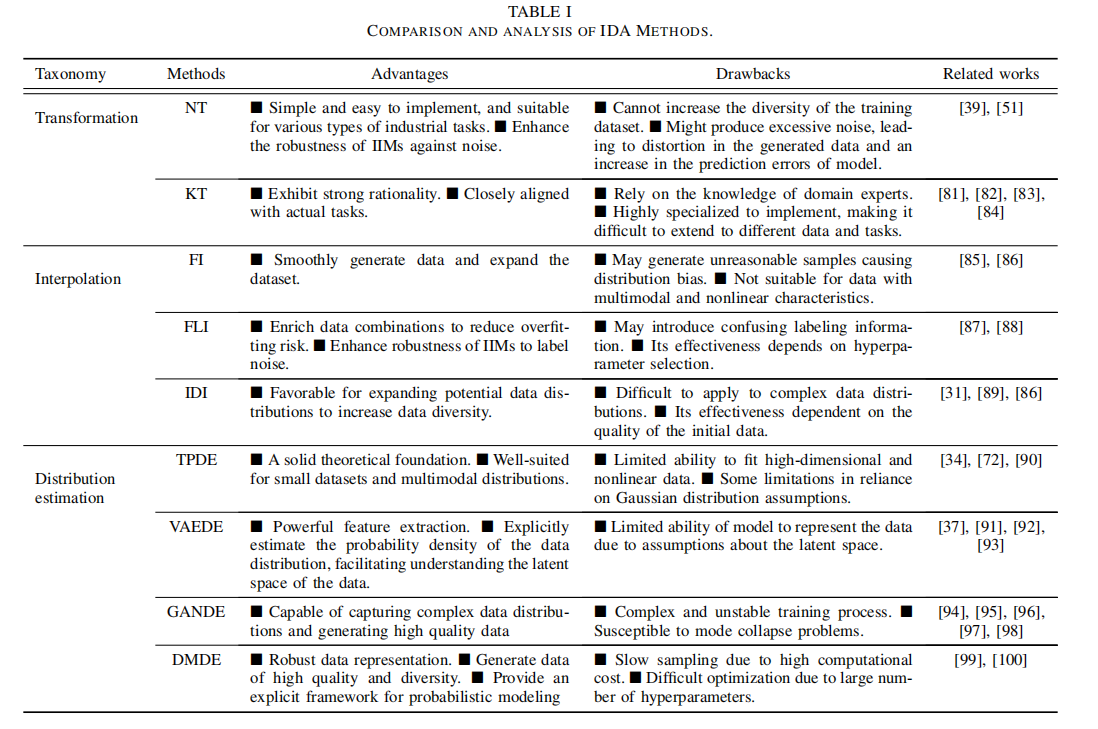 TABLE I
COMPARISON AND ANALYSIS OF IDA METHODS.
Taxonomy Methods Advantages Drawbacks Related works
Transformation
NT
■ Simple and easy to implement, and suitable
for various types of industrial tasks. ■ Enhance
the robustness of IIMs against noise.
■ Cannot increase the diversity of the training
dataset. ■ Might produce excessive noise, lead-
ing to distortion in the generated data and an
increase in the prediction errors of model.
[39], [51]
KT
■ Exhibit strong rationality. ■ Closely aligned
with actual tasks.
■ Rely on the knowledge of domain experts.
■ Highly specialized to implement, making it
difficult to extend to different data and tasks.
[81], [82], [83],
[84]
Interpolation
FI
■ Smoothly generate data and expand the
dataset.
■ May generate unreasonable samples causing
distribution bias. ■ Not suitable for data with
multimodal and nonlinear characteristics.
[85], [86]
FLI
■ Enrich data combinations to reduce overfit-
ting risk. ■ Enhance robustness of IIMs to label
noise.
■ May introduce confusing labeling informa-
tion. ■ Its effectiveness depends on hyperpa-
rameter selection.
[87], [88]
IDI
■ Favorable for expanding potential data dis-
tributions to increase data diversity.
■ Difficult to apply to complex data distri-
butions. ■ Its effectiveness dependent on the
quality of the initial data.
[31], [89], [86]
Distribution
estimation
TPDE
■ A solid theoretical foundation. ■ Well-suited
for small datasets and multimodal distributions.
■ Limited ability to fit high-dimensional and
nonlinear data. ■ Some limitations in reliance
on Gaussian distribution assumptions.
[34], [72], [90]
VAEDE
■ Powerful feature extraction. ■ Explicitly
estimate the probability density of the data
distribution, facilitating understanding the latent
space of the data.
■ Limited ability of model to represent the data
due to assumptions about the latent space.
[37], [91], [92],
[93]
GANDE
■ Capable of capturing complex data distribu-
tions and generating high quality data
■ Complex and unstable training process. ■
Susceptible to mode collapse problems.
[94], [95], [96],
[97], [98]
DMDE
■ Robust data representation. ■ Generate data
of high quality and diversity. ■ Provide an
explicit framework for probabilistic modeling
■ Slow sampling due to high computational
cost. ■ Difficult optimization due to large num-
ber of hyperparameters.
[99], [100]